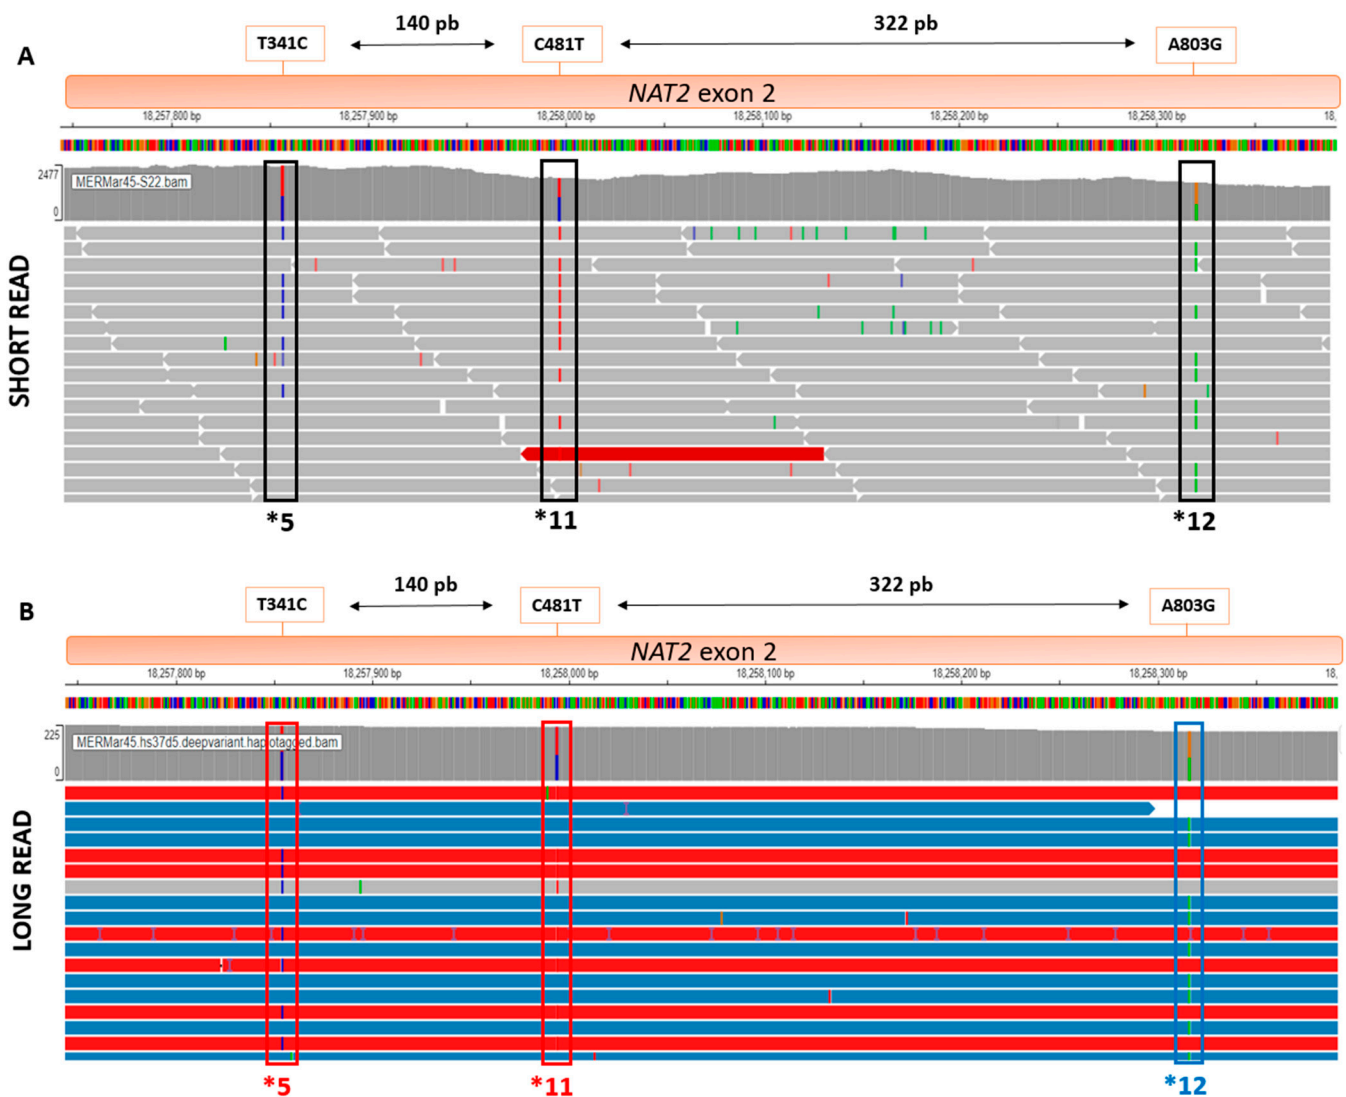 A
T341C
140 pb
C481T
322 pb
A803G
NAT2 exon 2
18,257,800 bp
18,257,900 bp
18,258,000 bp
18,258,100 bp
18,258,200 bp
18,258,300 bp
18,
2477
0
MERMar45-S22.bam
SHORT READ
*5
*11
*12
B
T341C
140 pb
C481T
322 pb
A803G
NAT2 exon 2
18,257,800 bp
18,257,900 bp
18,258,000 bp
18,258,100 bp
18,258,200 bp
18,258,300 bp
18,
225
0
MERMar45.hs37d5.deepvariant.haplotagged.bam
LONG READ
*5
*11
*12